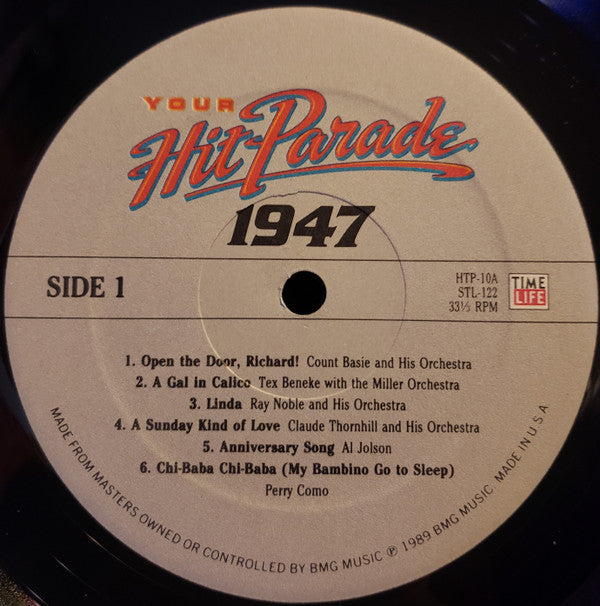 YOUR
Hit Parade
1947
SIDE 1
HTP-10A
STL-122
33⅓ RPM
TIME
LIFE
1. Open the Door, Richard! Count Basie and His Orchestra
2. A Gal in Calico Tex Beneke with the Miller Orchestra
3. Linda Ray Noble and His Orchestra
4. A Sunday Kind of Love Claude Thornhill and His Orchestra
5. Anniversary Song Al Jolson
6. Chi-Baba Chi-Baba (My Bambino Go to Sleep)
Perry Como
MADE FROM MASTERS OWNED OR CONTROLLED BY BMG MUSIC ℗ 1989 BMG MUSIC MADE IN U S A